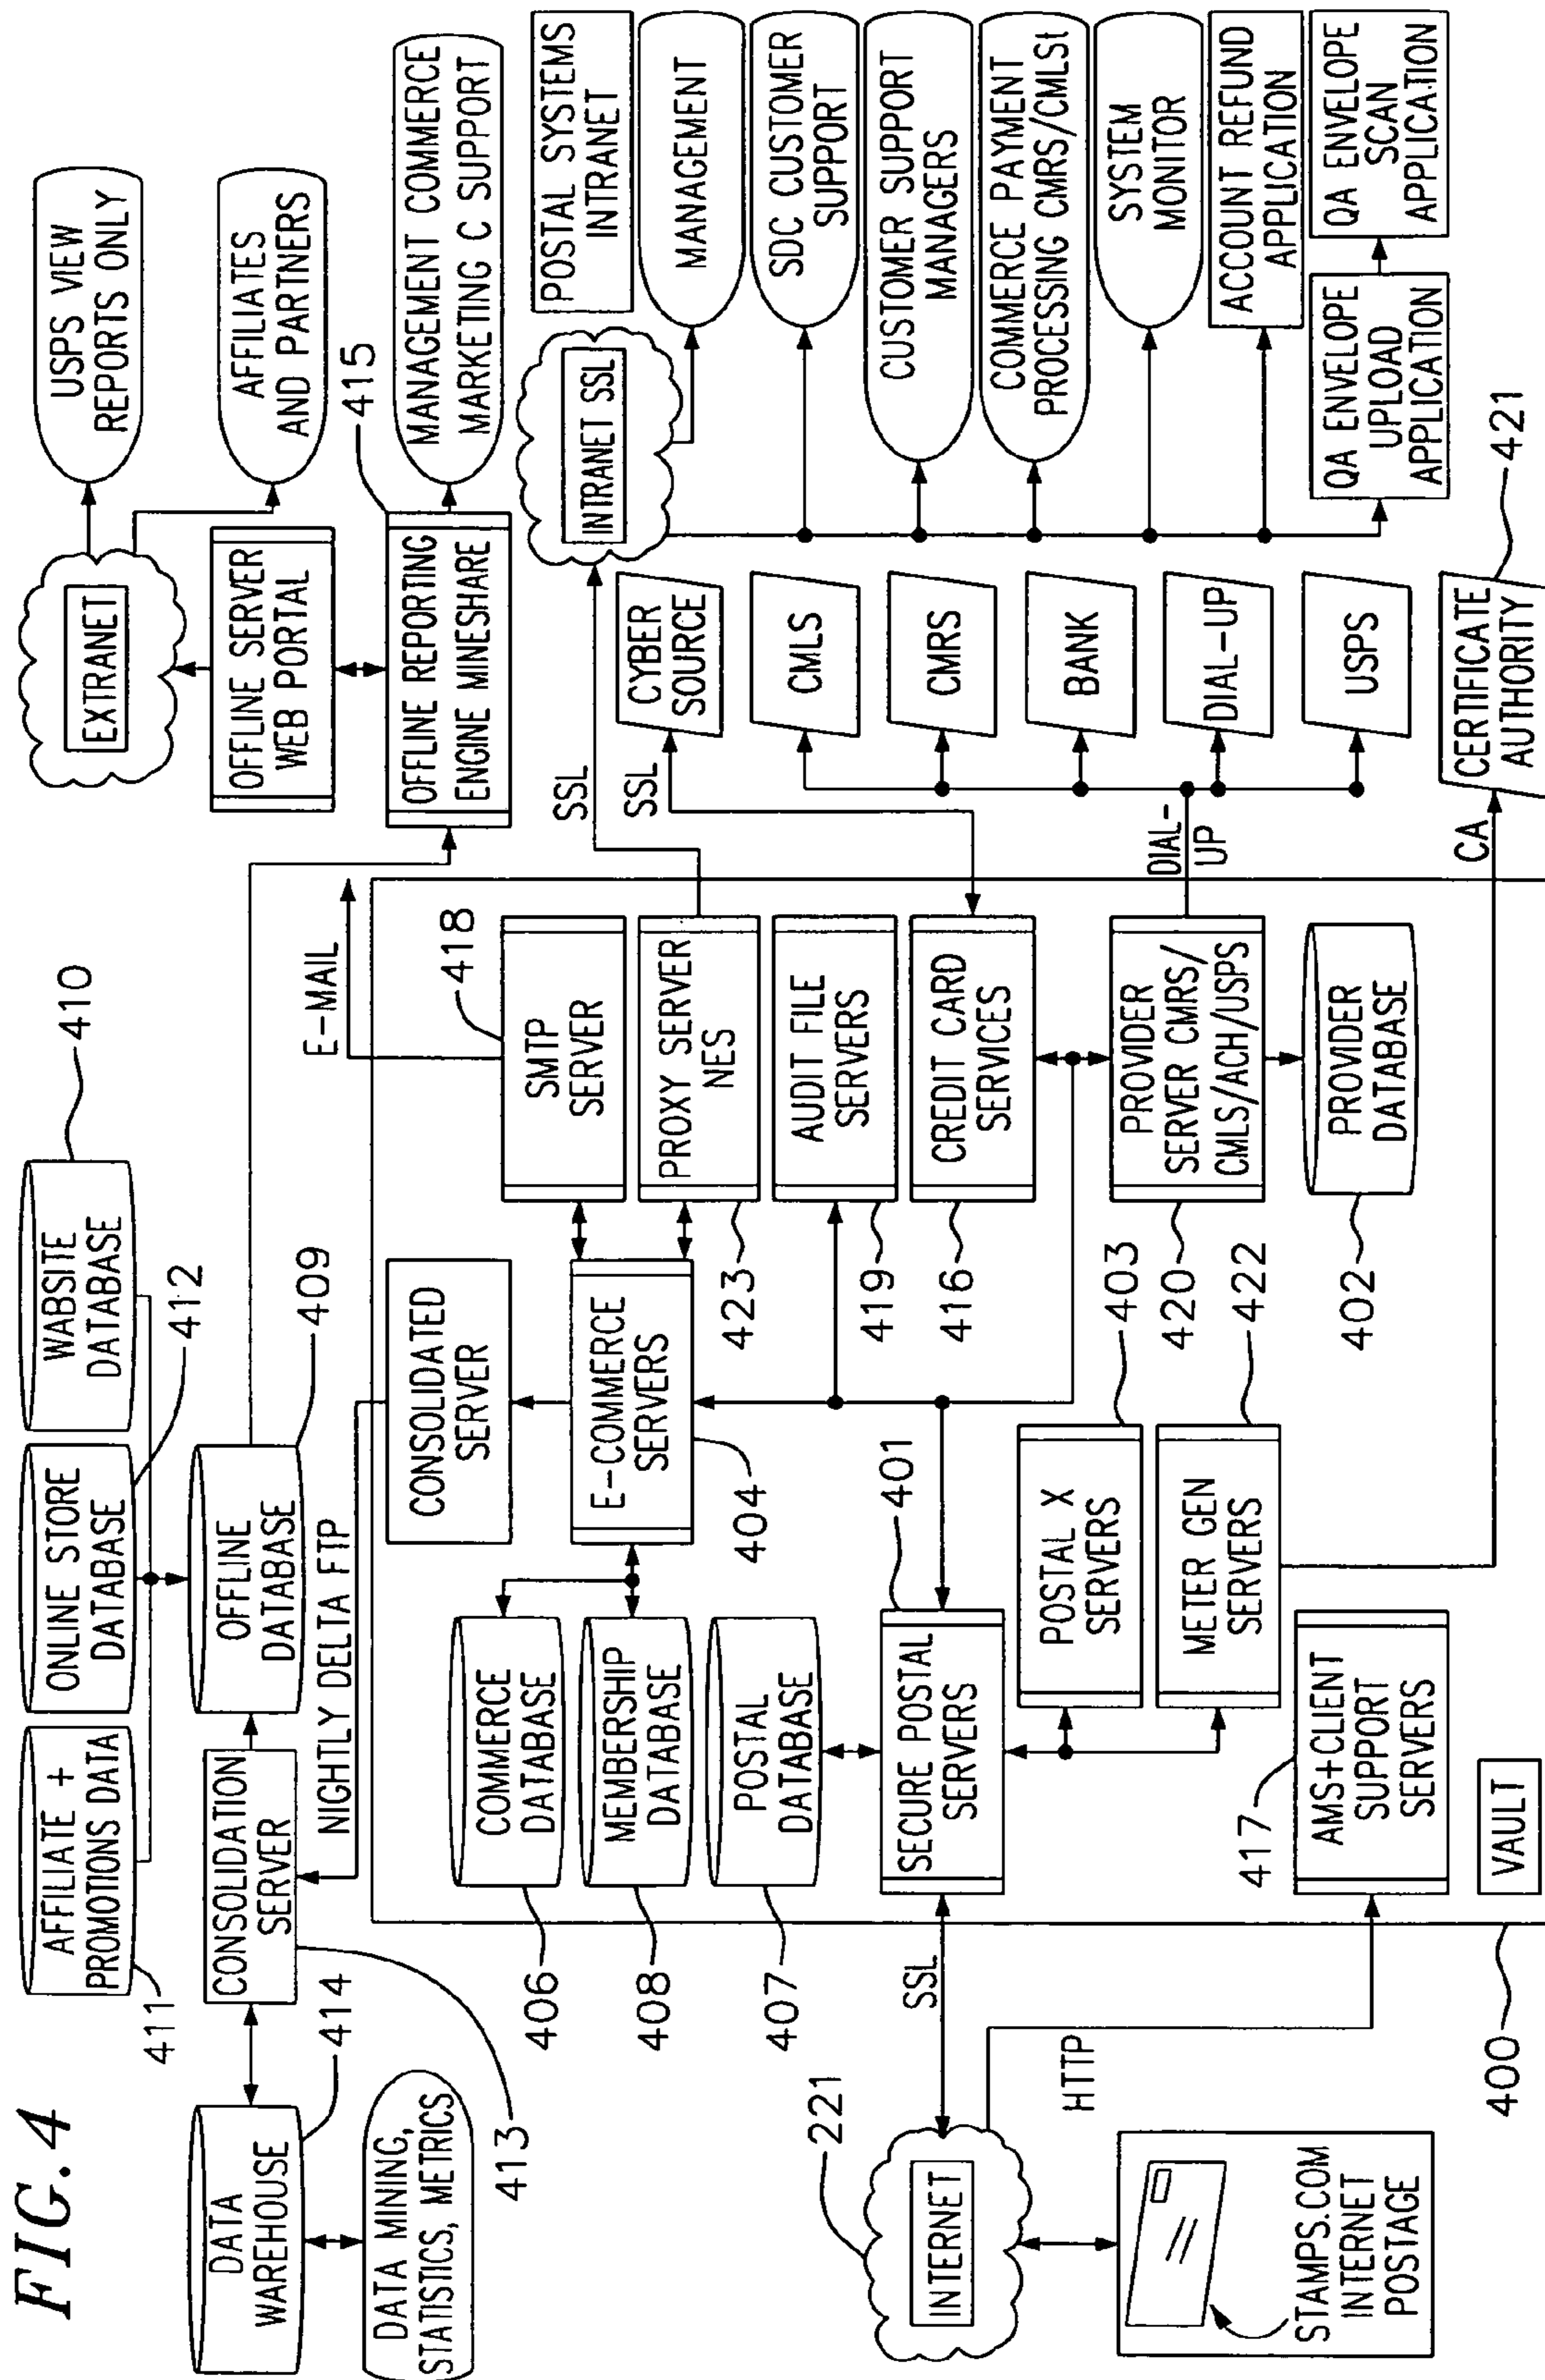 FIG. 4
DATA
WAREHOUSE
414
DATA MINING,
STATISTICS, METRICS
413
AFFILIATE +
PROMOTIONS DATA
411
ONLINE STORE
DATABASE
412
WABSITE
DATABASE
410
CONSOLIDATION
SERVER
OFFLINE
DATABASE
409
NIGHTLY DELTA FTP
E-MAIL
EXTRANET
USPS VIEW
REPORTS ONLY
AFFILIATES
AND PARTNERS
OFFLINE SERVER
WEB PORTAL
415
OFFLINE REPORTING
ENGINE MINESHARE
MANAGEMENT COMMERCE
MARKETING C SUPPORT
CONSOLIDATED
SERVER
418
SMTP
SERVER
COMMERCE
DATABASE
406
E-COMMERCE
SERVERS
404
PROXY SERVER
NES
423
SSL
INTRANET SSL
POSTAL SYSTEMS
INTRANET
MANAGEMENT
MEMBERSHIP
DATABASE
408
CYBER
SOURCE
SSL
SDC CUSTOMER
SUPPORT
POSTAL
DATABASE
407
AUDIT FILE
SERVERS
419
CMLS
CUSTOMER SUPPORT
MANAGERS
221
INTERNET
SSL
SECURE POSTAL
SERVERS
401
CREDIT CARD
SERVICES
416
CMRS
COMMERCE PAYMENT
PROCESSING CMRS/CMLSt
POSTAL X
SERVERS
403
BANK
SYSTEM
MONITOR
HTTP
METER GEN
SERVERS
422
PROVIDER
SERVER CMRS/
CMLS/ACH/USPS
420
DIAL-
UP
DIAL-UP
ACCOUNT REFUND
APPLICATION
STAMPS.COM
INTERNET
POSTAGE
417
AMS+CLIENT
SUPPORT
SERVERS
PROVIDER
DATABASE
402
USPS
QA ENVELOPE
UPLOAD
APPLICATION
QA ENVELOPE
SCAN
APPLICATION
400
VAULT
CA
CERTIFICATE
AUTHORITY
421